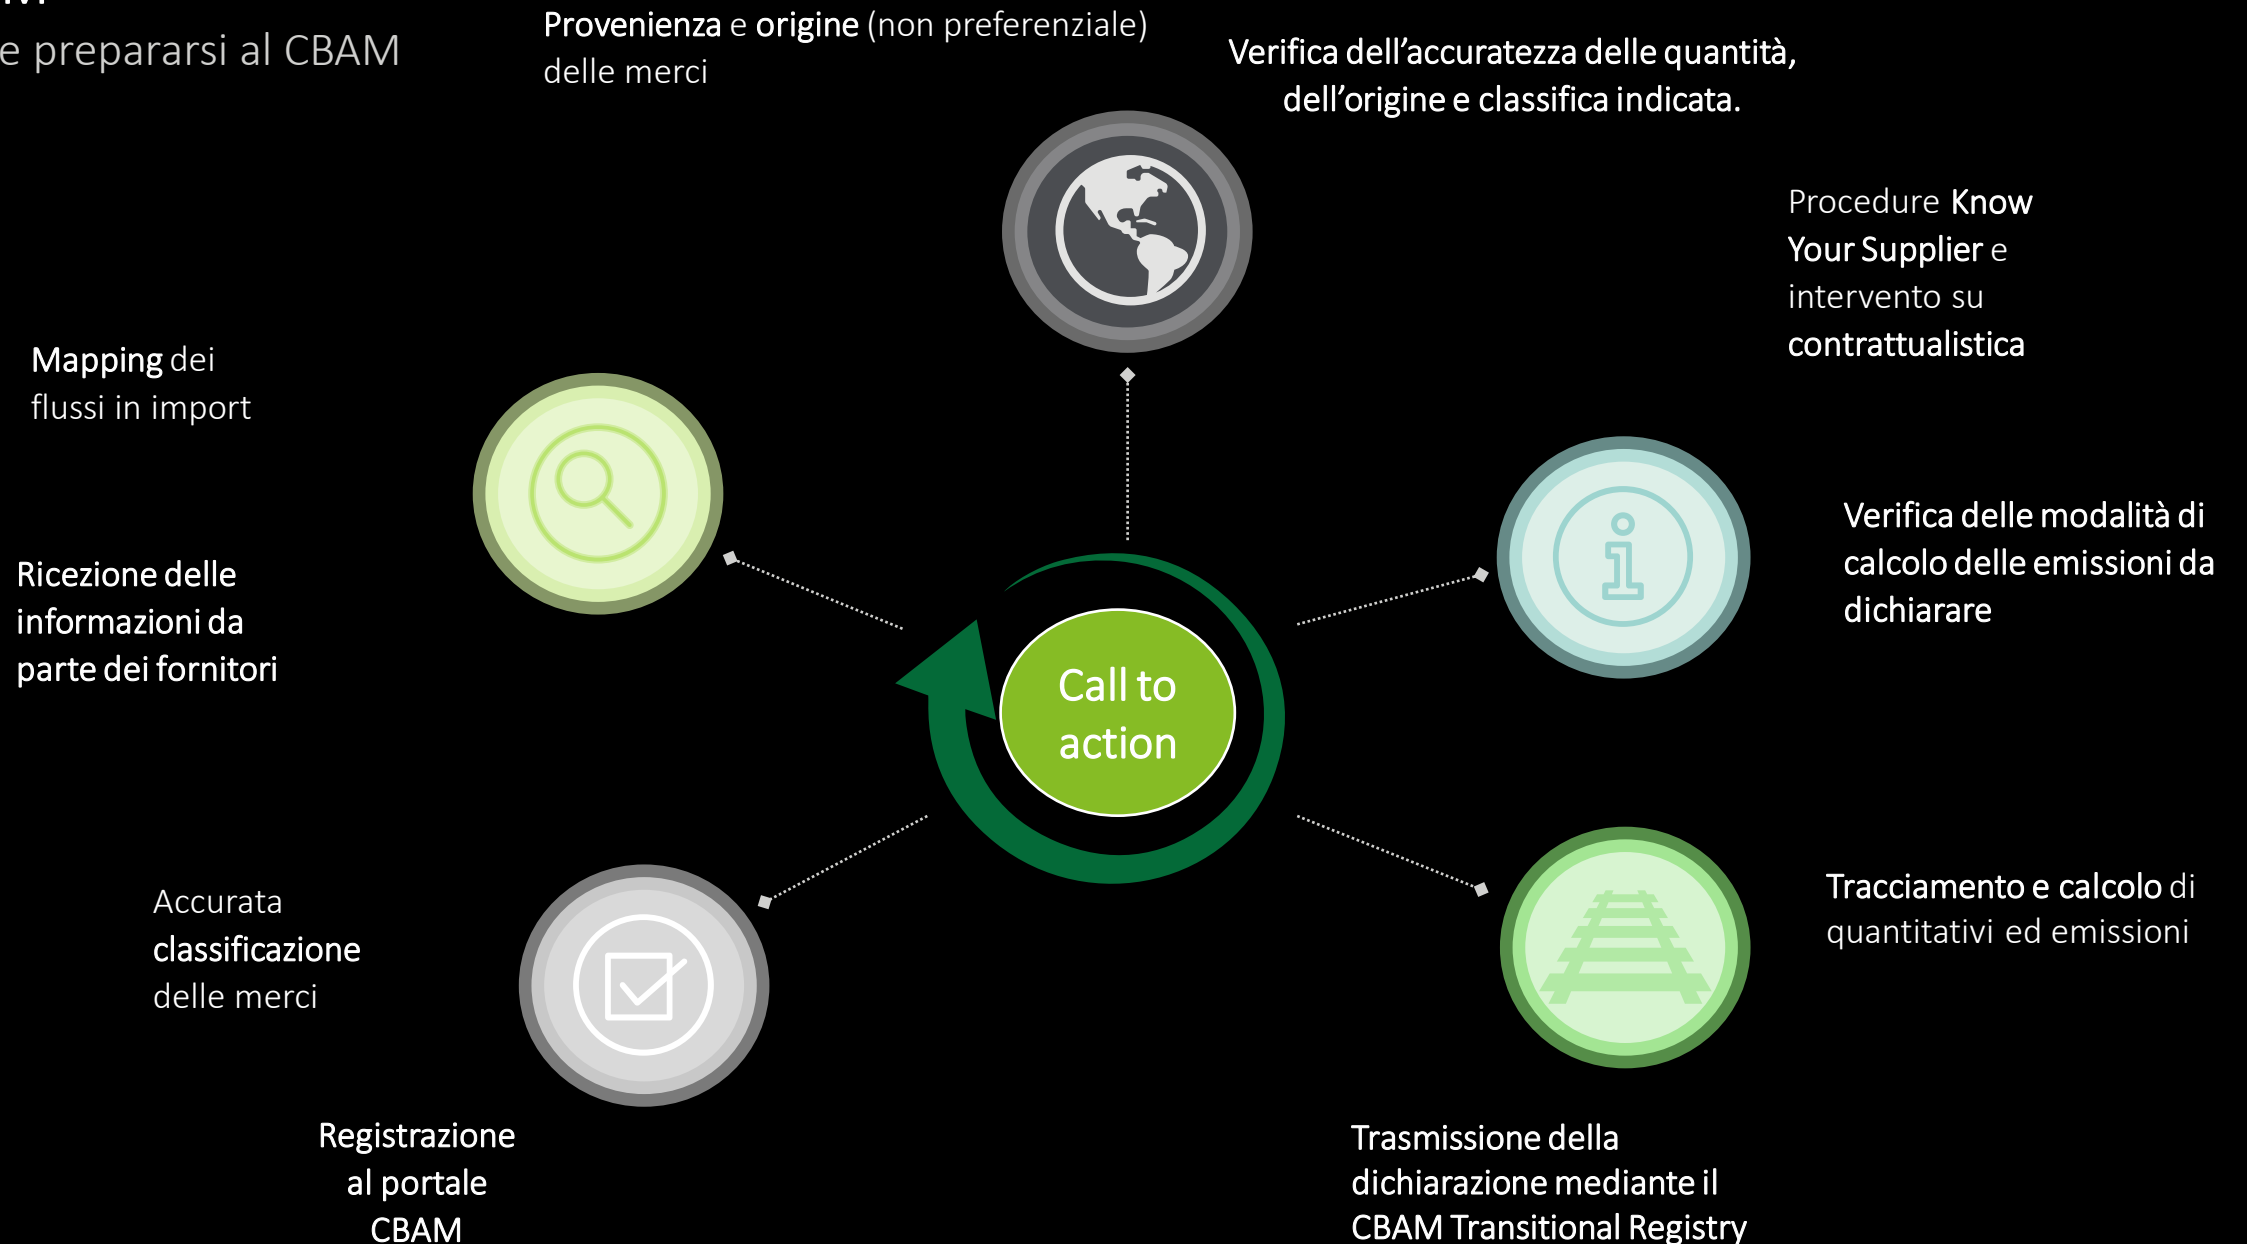 e prepararsi al CBAM
Provenienza e origine (non preferenziale)
delle merci
Verifica dell’accuratezza delle quantità,
dell’origine e classifica indicata.
Procedure Know
Your Supplier e
intervento su
contrattualistica
Mapping dei
flussi in import
Verifica delle modalità di
calcolo delle emissioni da
dichiarare
Ricezione delle
informazioni da
parte dei fornitori
Call to
action
Accurata
classificazione
delle merci
Tracciamento e calcolo di
quantitativi ed emissioni
Registrazione
al portale
CBAM
Trasmissione della
dichiarazione mediante il
CBAM Transitional Registry